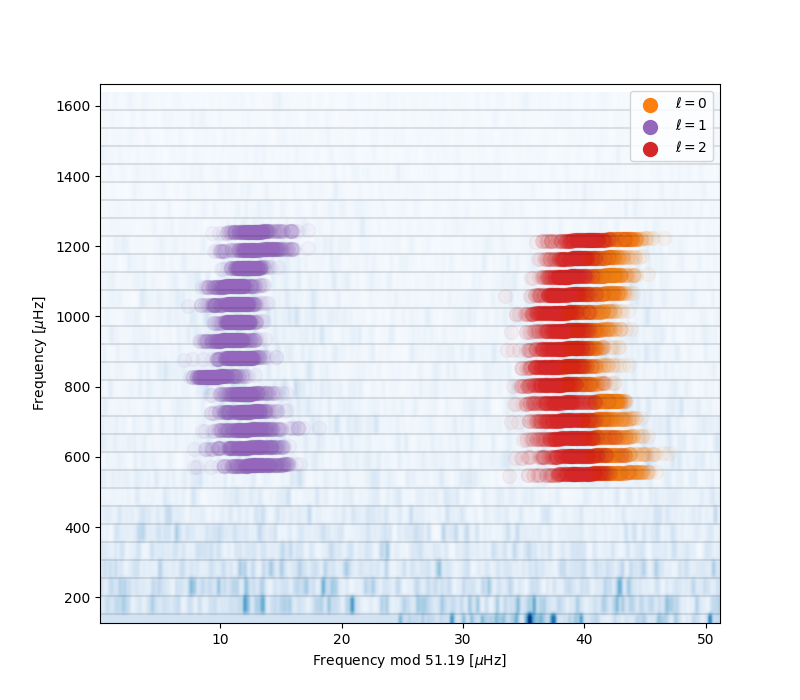 ℓ = 0
ℓ = 1
ℓ = 2
1600
1400
1200
1000
800
600
400
200
Frequency [μHz]
10 20 30 40 50
Frequency mod 51.19 [μHz]